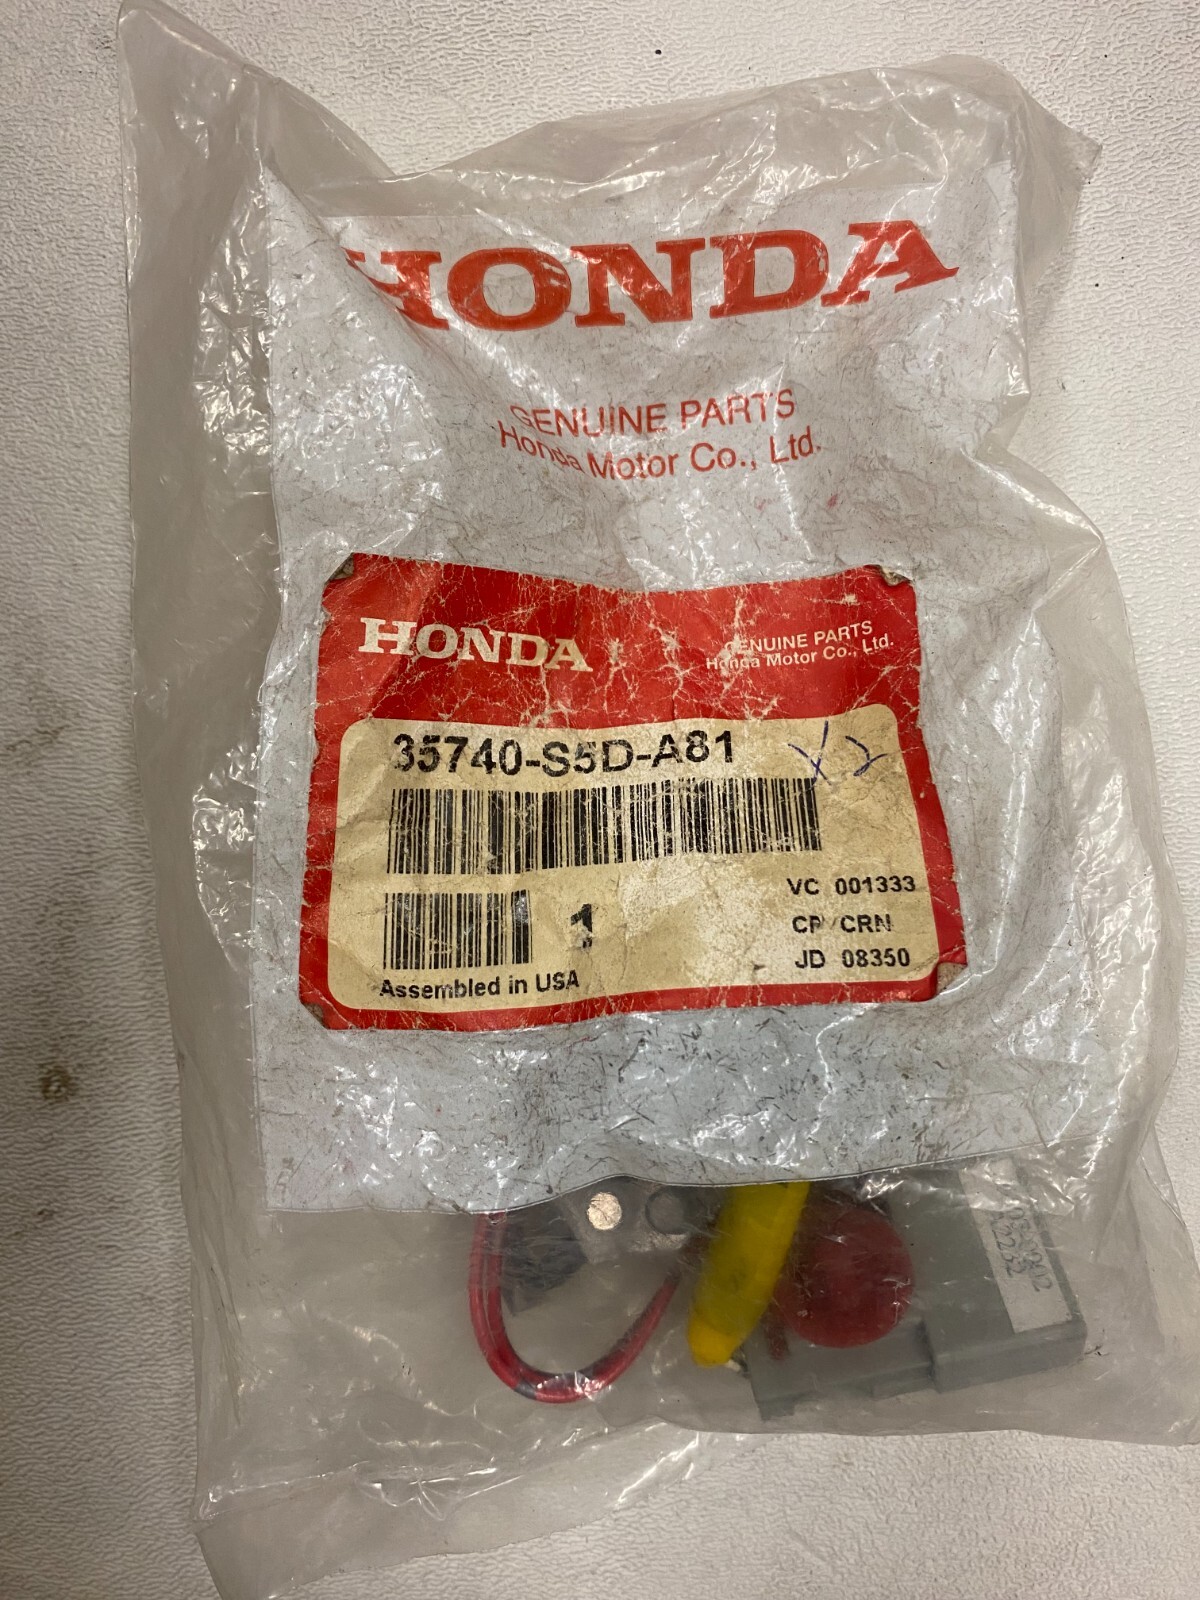 HONDA
GENUINE PARTS
Honda Motor Co., Ltd.
HONDA
GENUINE PARTS
Honda Motor Co., Ltd.
35740-S5D-A81
X2
VC 001333
1
CP/CRN
JD 08350
Assembled in USA